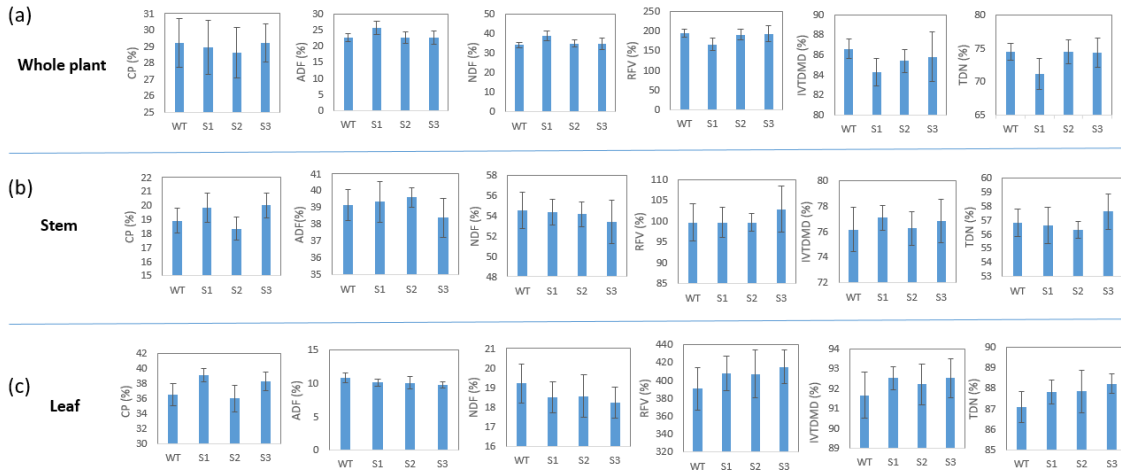 (a)
Whole plant
CP (%)
31
30
29
28
27
26
25
WT S1 S2 S3
ADF (%)
30
25
20
15
10
5
0
WT S1 S2 S3
NDF (%)
50
40
30
20
10
0
WT S1 S2 S3
RFV (%)
250
200
150
100
50
0
WT S1 S2 S3
IVTDMD (%)
90
88
86
84
82
80
WT S1 S2 S3
TDN (%)
80
75
70
65
WT S1 S2 S3
(b)
Stem
CP (%)
22
21
20
19
18
17
16
15
WT S1 S2 S3
ADF(%)
41
40
39
38
37
36
35
WT S1 S2 S3
NDF (%)
58
56
54
52
50
48
WT S1 S2 S3
RFV (%)
110
105
100
95
90
85
WT S1 S2 S3
IVTDMD (%)
80
78
76
74
72
WT S1 S2 S3
TDN (%)
60
59
58
57
56
55
54
53
WT S1 S2 S3
(c)
Leaf
CP (%)
42
40
38
36
34
32
30
WT S1 S2 S3
ADF (%)
15
10
5
0
WT S1 S2 S3
NDF (%)
21
20
19
18
17
16
WT S1 S2 S3
RFV (%)
440
420
400
380
360
340
320
WT S1 S2 S3
IVTDMD (%)
94
93
92
91
90
89
WT S1 S2 S3
TDN (%)
90
89
88
87
86
85
WT S1 S2 S3